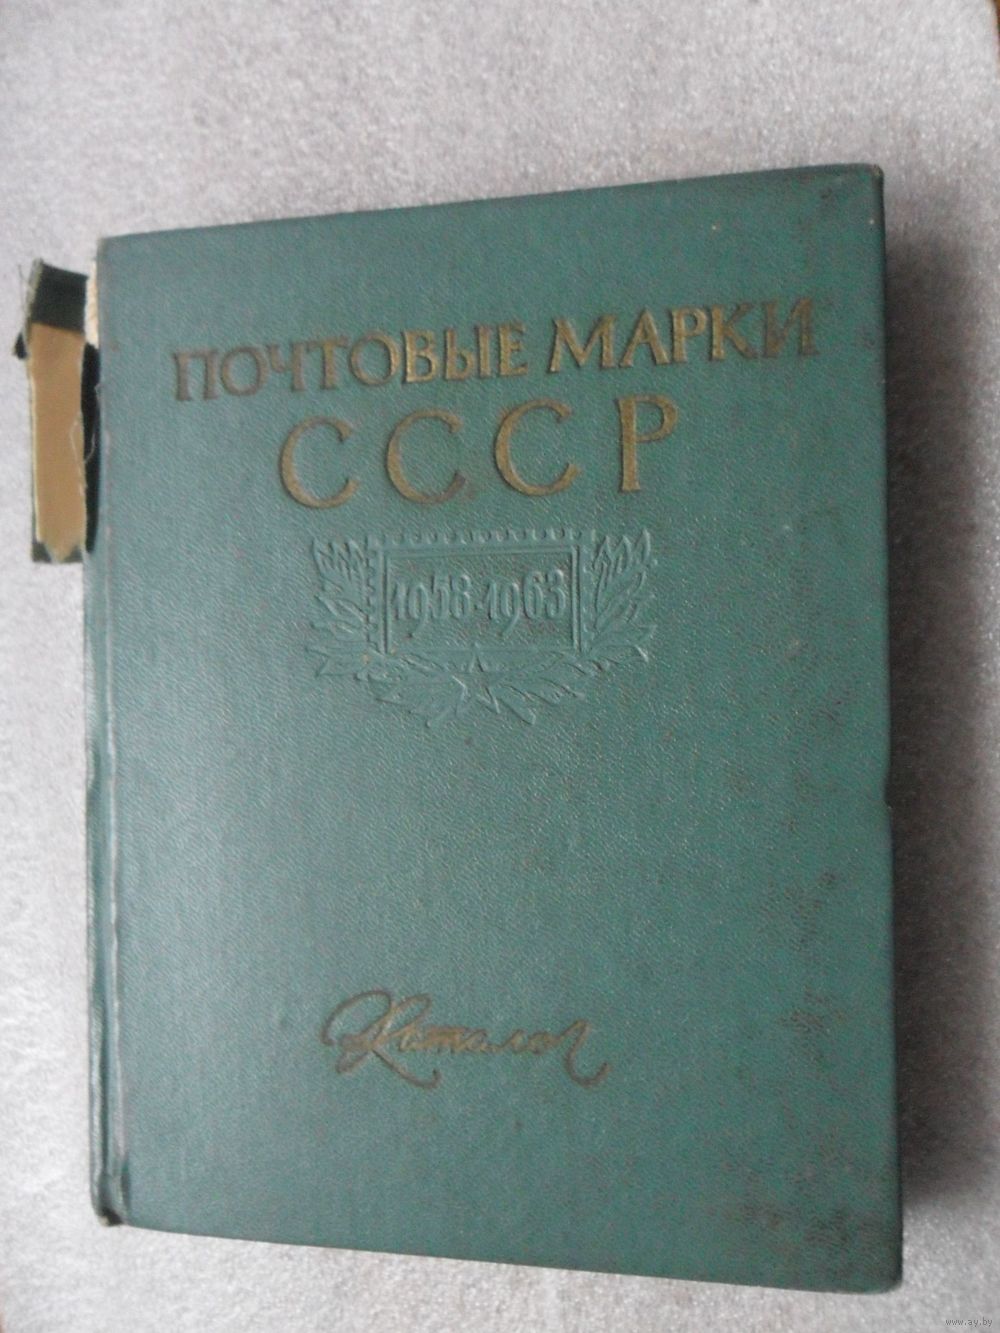 ПОЧТОВЫЕ МАРКИ
СССР
1958-1963
Каталог
www.ay.by